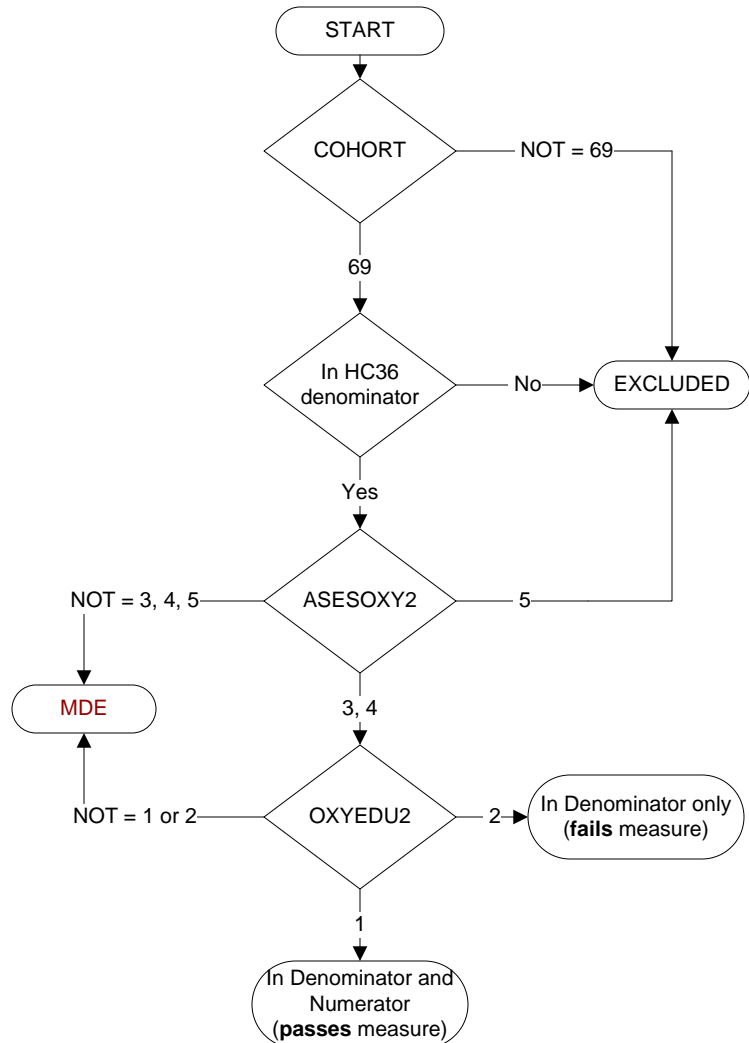 START
COHORT
NOT = 69
69
In HC36
denominator
No
EXCLUDED
Yes
NOT = 3, 4, 5
ASESOXY2
5
MDE
3, 4
NOT = 1 or 2
OXYEDU2
2
In Denominator only
(fails measure)
1
In Denominator and
Numerator
(passes measure)